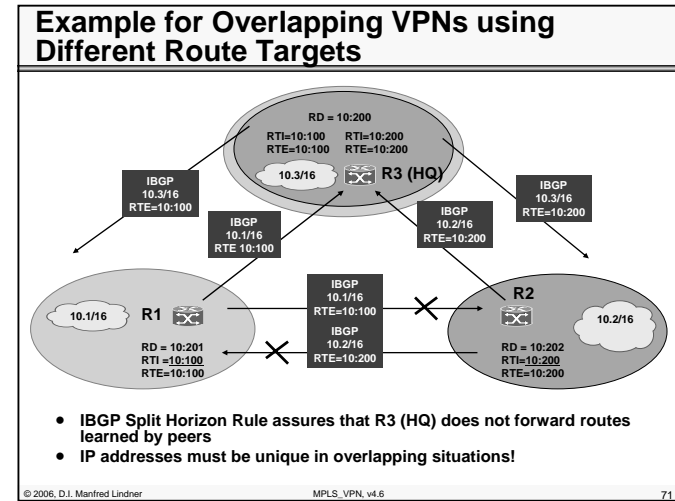 Example for Overlapping VPNs using
Different Route Targets
RD = 10:200
RTI=10:100 RTI=10:200
RTE=10:100 RTE=10:200
10.3/16
R3 (HQ)
IBGP
10.3/16
RTE=10:100
IBGP
10.1/16
RTE 10:100
IBGP
10.2/16
RTE=10:200
IBGP
10.3/16
RTE=10:200
10.1/16
R1
RD = 10:201
RTI =10:100
RTE=10:100
IBGP
10.1/16
RTE=10:100
IBGP
10.2/16
RTE=10:200
R2
10.2/16
RD = 10:202
RTI=10:200
RTE=10:200
• IBGP Split Horizon Rule assures that R3 (HQ) does not forward routes
learned by peers
• IP addresses must be unique in overlapping situations!
© 2006, D.I. Manfred Lindner MPLS_VPN, v4.6 71